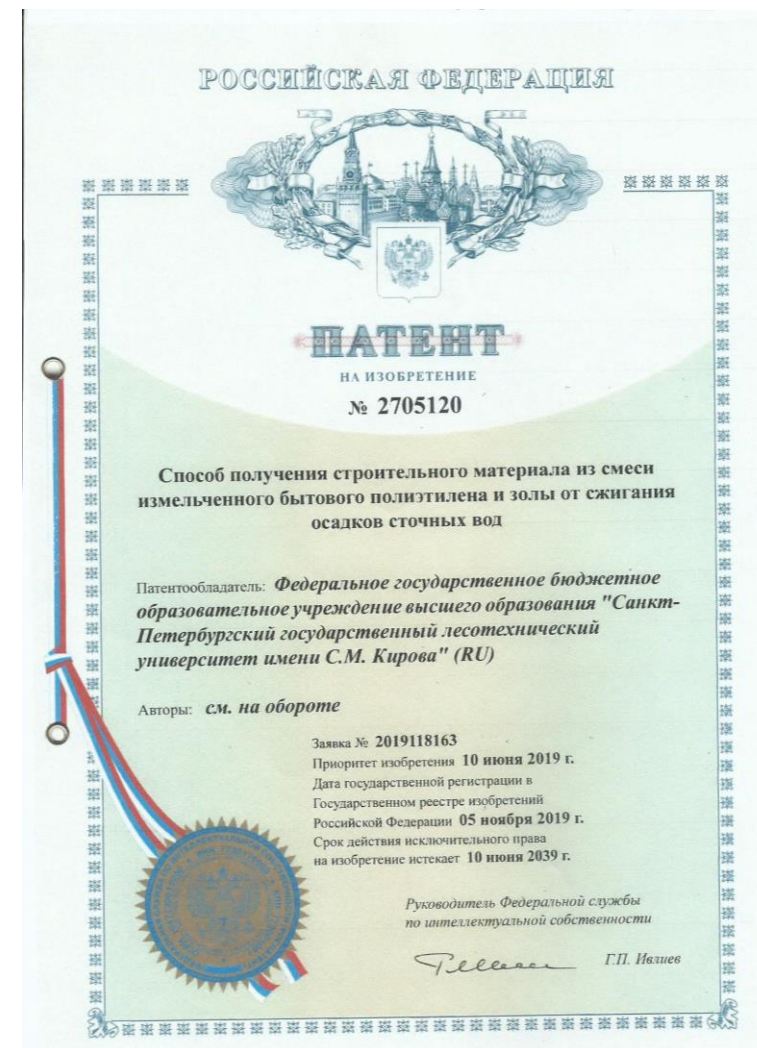 РОССИЙСКАЯ ФЕДЕРАЦИЯ
ПАТЕНТ
НА ИЗОБРЕТЕНИЕ
№ 2705120
Способ получения строительного материала из смеси
измельченного бытового полиэтилена и золы от сжигания
осадков сточных вод
Патентообладатель: Федеральное государственное бюджетное
образовательное учреждение высшего образования "Санкт-
Петербургский государственный лесотехнический
университет имени С.М. Кирова" (RU)
Авторы: см. на обороте
Заявка № 2019118163
Приоритет изобретения 10 июня 2019 г.
Дата государственной регистрации в
Государственном реестре изобретений
Российской Федерации 05 ноября 2019 г.
Срок действия исключительного права
на изобретение истекает 10 июня 2039 г.
Руководитель Федеральной службы
по интеллектуальной собственности
Г.П. Ивлиев